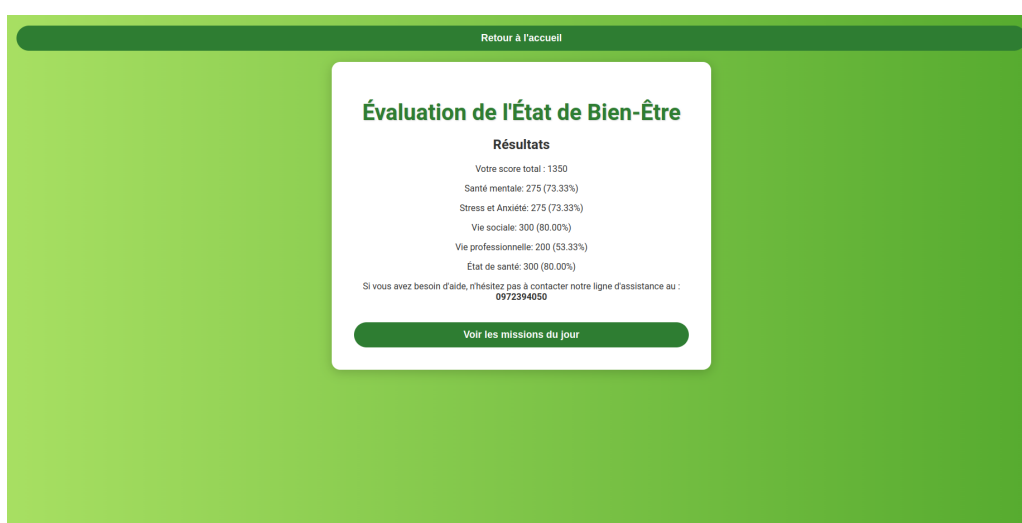 Retour à l'accueil
Évaluation de l'État de Bien-Être
Résultats
Votre score total : 1350
Santé mentale: 275 (73.33%)
Stress et Anxiété: 275 (73.33%)
Vie sociale: 300 (80.00%)
Vie professionnelle: 200 (53.33%)
État de santé: 300 (80.00%)
Si vous avez besoin d'aide, n'hésitez pas à contacter notre ligne d'assistance au :
0972394050
Voir les missions du jour